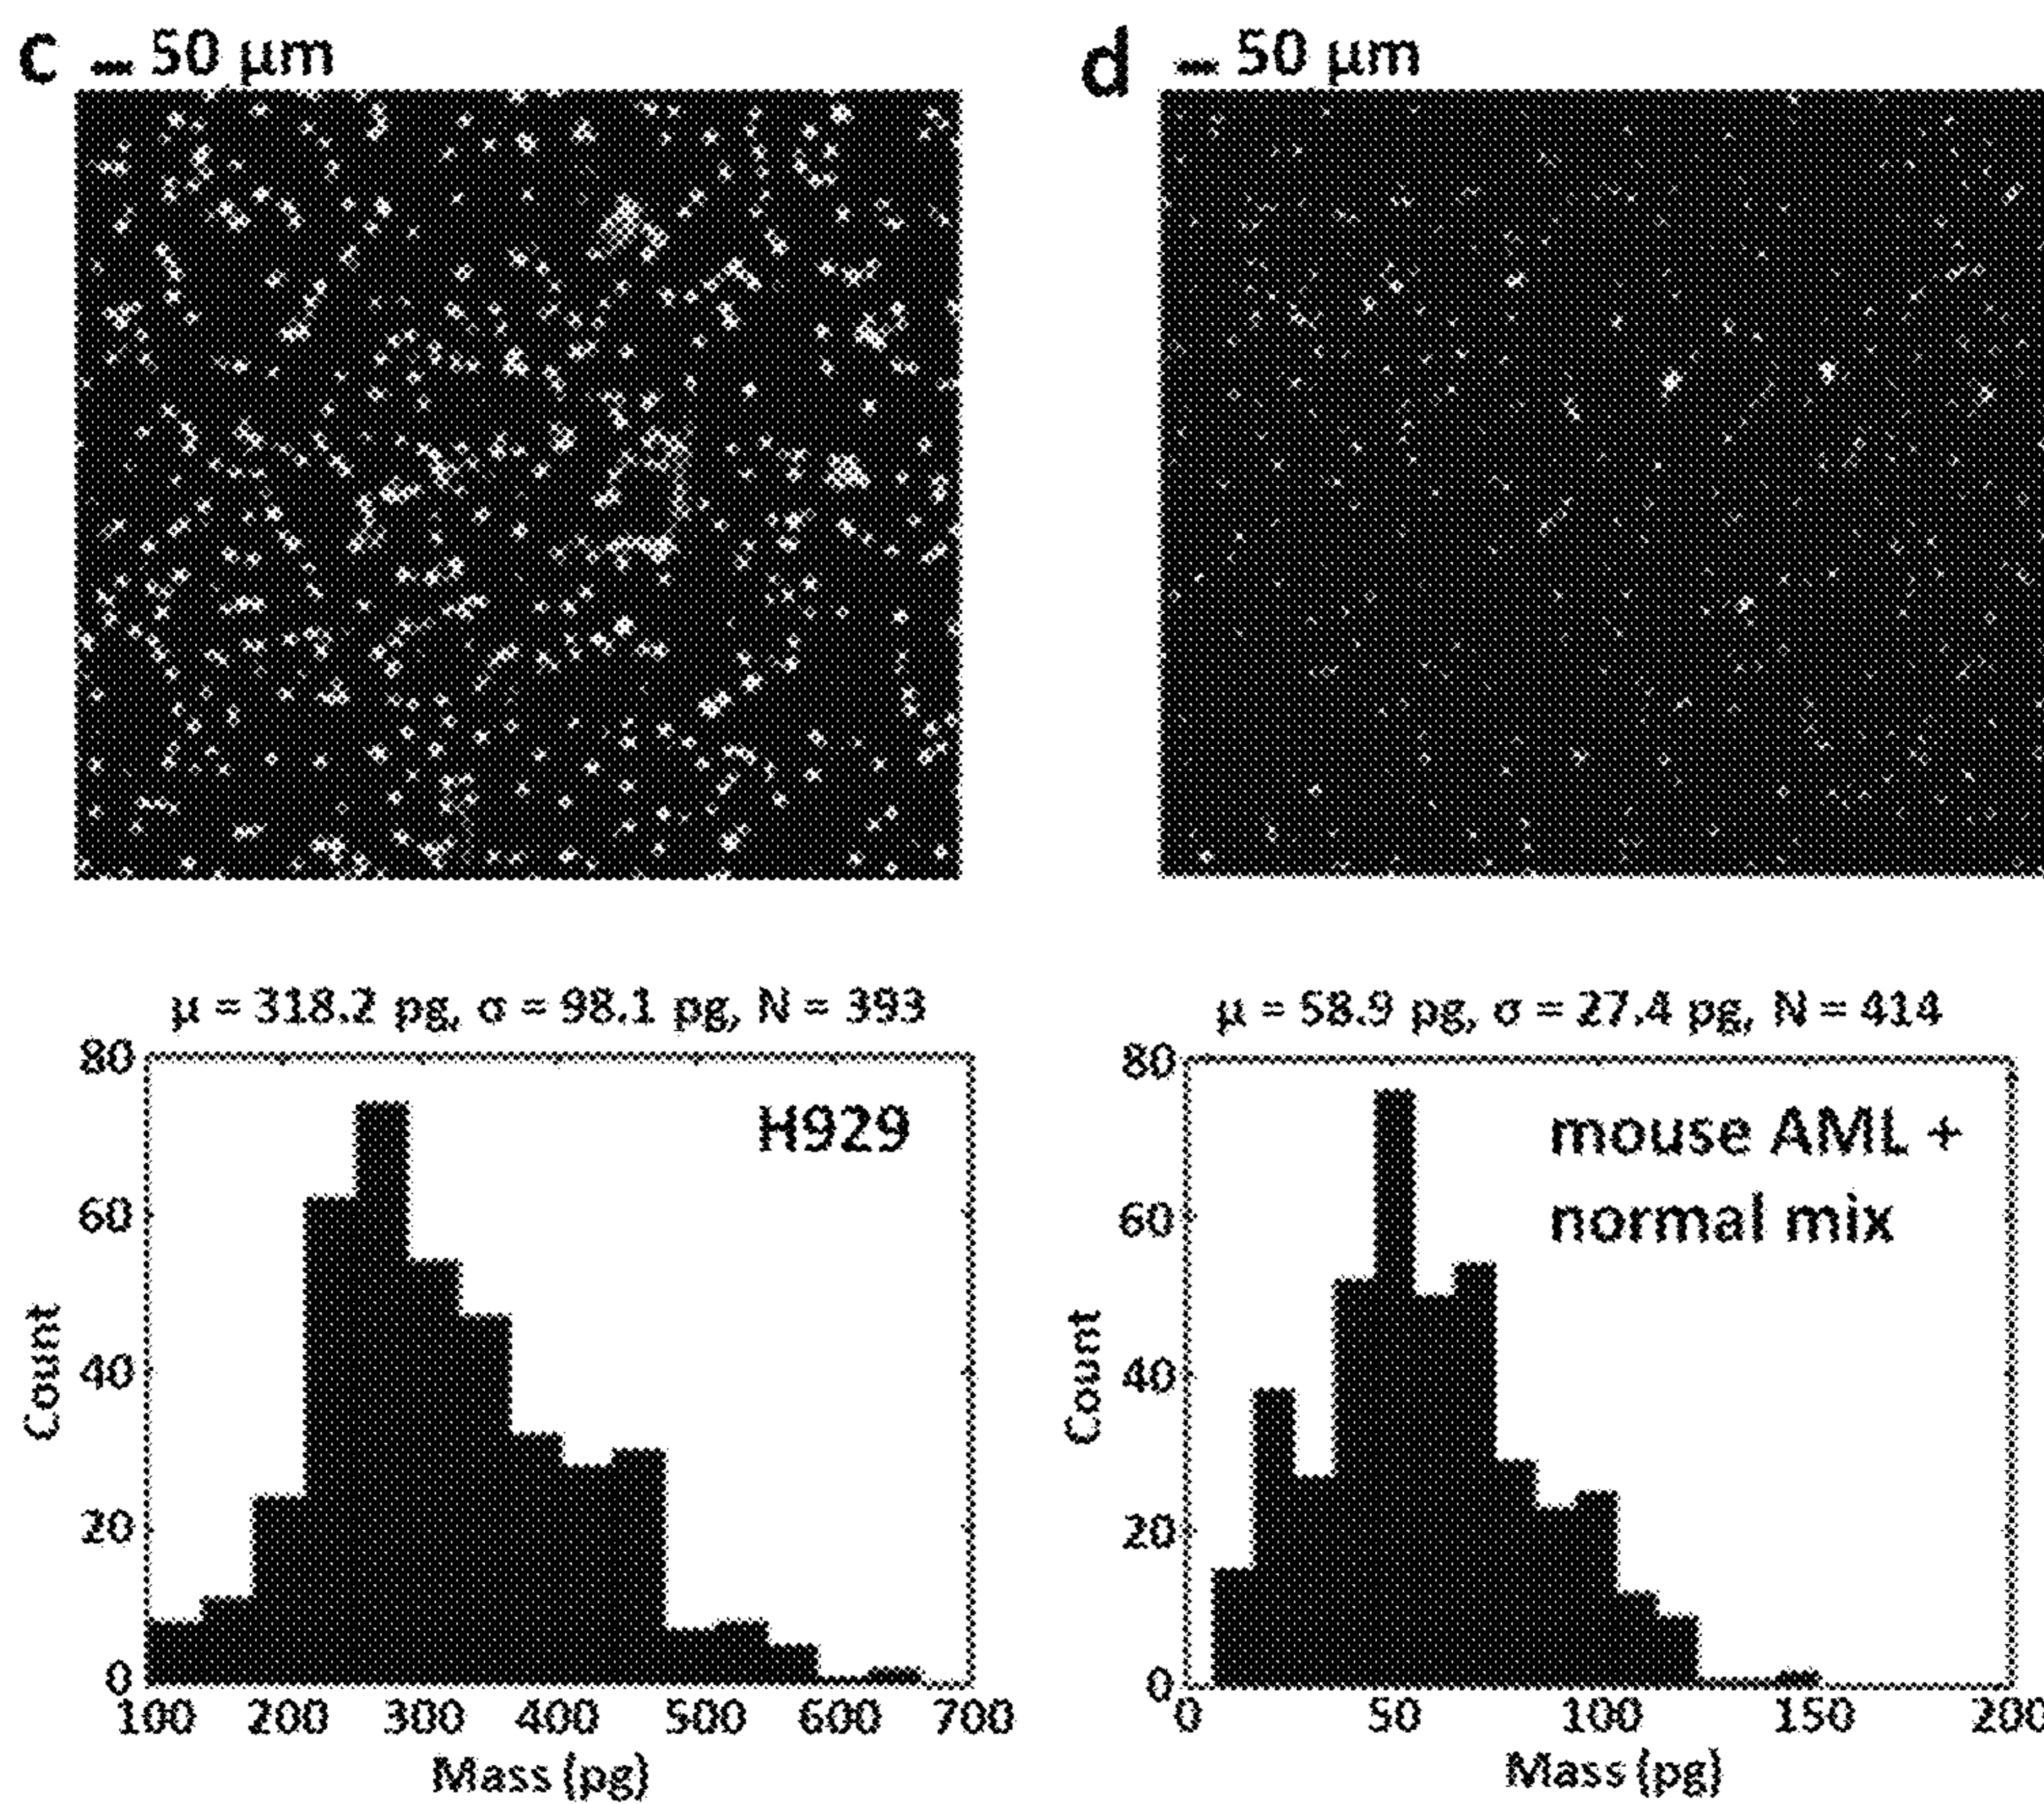 c 50 μm
d 50 μm
μ = 318.2 pg, σ = 98.1 pg, N = 393
80
60
40
20
0
Count
H929
100 200 300 400 500 600 700
Mass (pg)
μ = 58.9 pg, σ = 27.4 pg, N = 414
80
60
40
20
0
Count
mouse AML +
normal mix
0 50 100 150 200
Mass (pg)